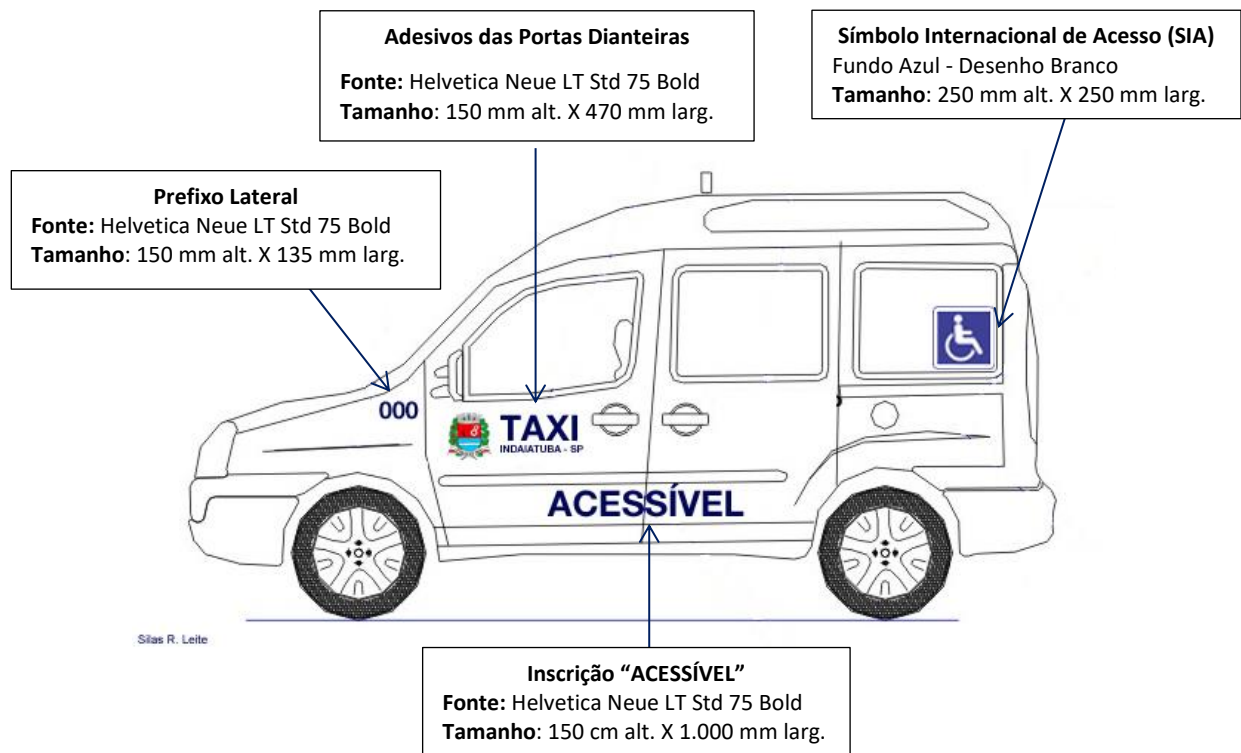 Adesivos das Portas Dianteiras
Fonte: Helvetica Neue LT Std 75 Bold
Tamanho: 150 mm alt. X 470 mm larg.
Símbolo Internacional de Acesso (SIA)
Fundo Azul - Desenho Branco
Tamanho: 250 mm alt. X 250 mm larg.
Prefixo Lateral
Fonte: Helvetica Neue LT Std 75 Bold
Tamanho: 150 mm alt. X 135 mm larg.
000
TAXI
INDAIATUBA - SP
ACESSÍVEL
Silas R. Leite
Inscrição “ACESSÍVEL”
Fonte: Helvetica Neue LT Std 75 Bold
Tamanho: 150 cm alt. X 1.000 mm larg.